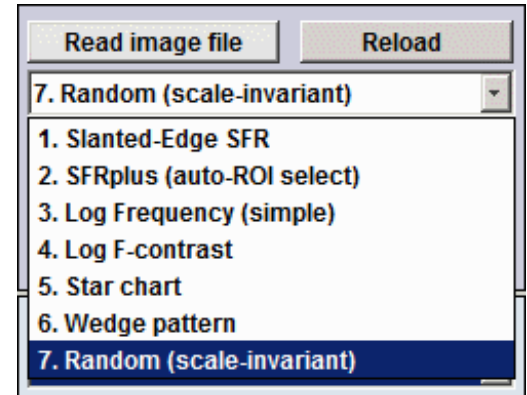 Read image file Reload
7. Random (scale-invariant)
1. Slanted-Edge SFR
2. SFRplus (auto-ROI select)
3. Log Frequency (simple)
4. Log F-contrast
5. Star chart
6. Wedge pattern
7. Random (scale-invariant)